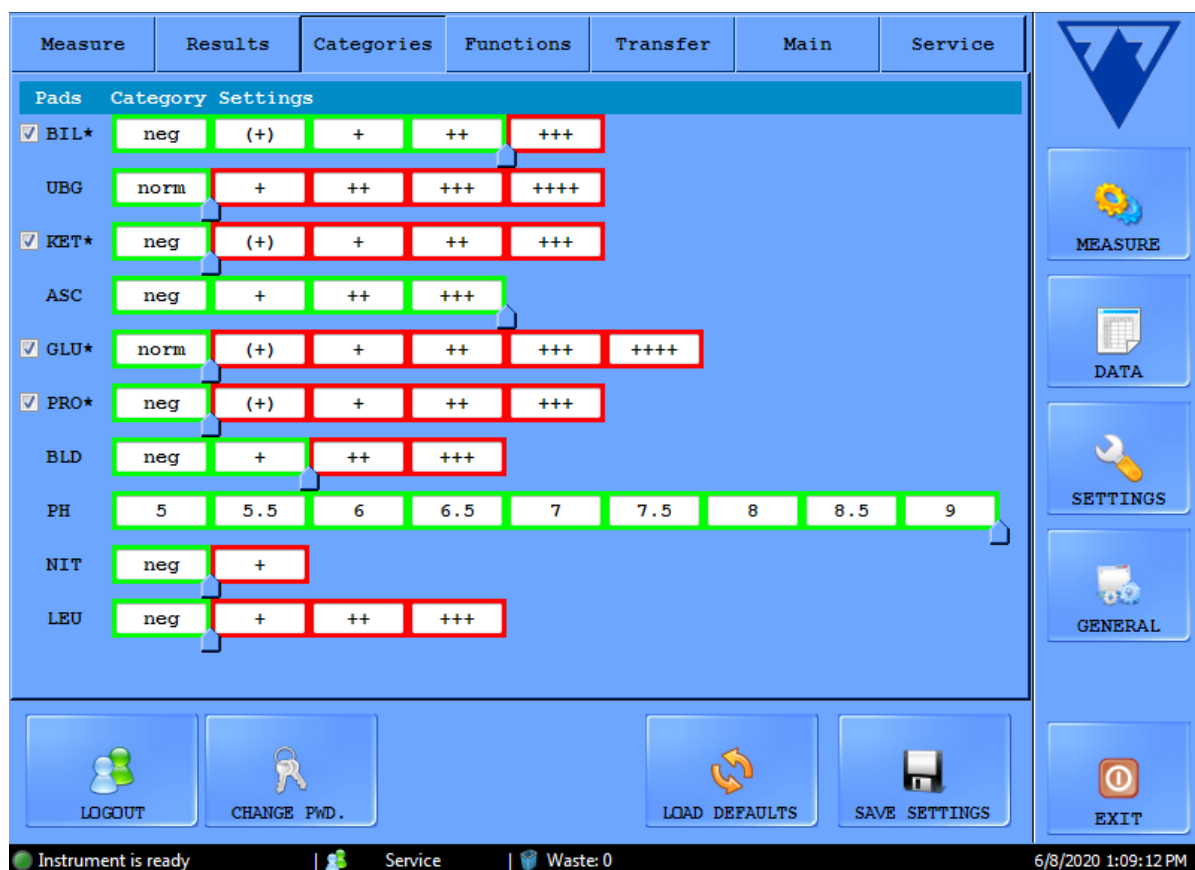 Measure Results Categories Functions Transfer Main Service
Pads Category Settings
BIL* neg (+) + ++ +++
UBG norm + ++ +++ ++++
KET* neg (+) + ++ +++
ASC neg + ++ +++
GLU* norm (+) + ++ +++ ++++
PRO* neg (+) + ++ +++
BLD neg + ++ +++
PH 5 5.5 6 6.5 7 7.5 8 8.5 9
NIT neg +
LEU neg + ++ +++
MEASURE
DATA
SETTINGS
GENERAL
LOGOUT CHANGE PWD. LOAD DEFAULTS SAVE SETTINGS EXIT
Instrument is ready | Service | Waste: 0 6/8/2020 1:09:12 PM